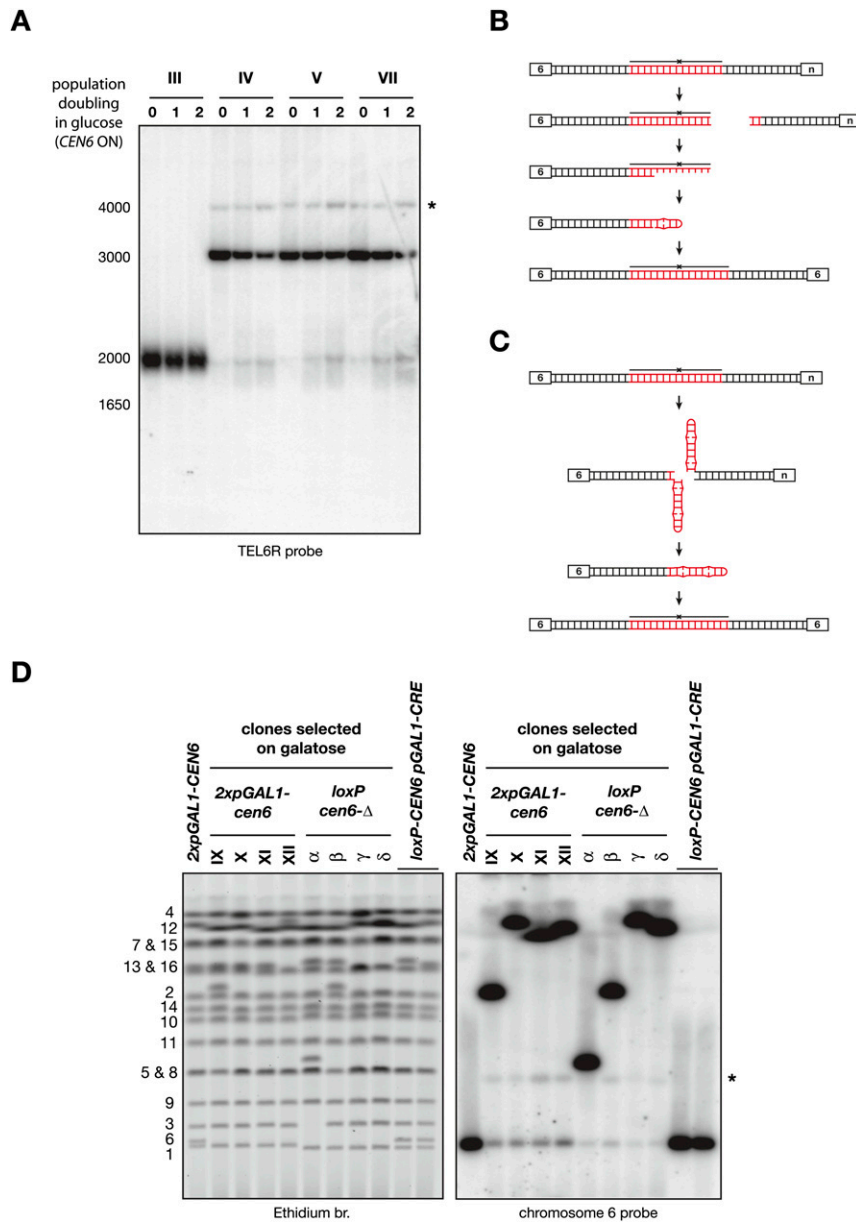 A
population
doubling
in glucose
(CEN6 ON)
III IV V VII
0 1 2 0 1 2 0 1 2 0 1 2
4000
*
3000
2000
1650
TEL6R probe
B
6 x n
6 x n
6 x
6
6 x 6
C
6 x n
6 n
6
6 x 6
D
clones selected
on galatose
2xpGAL1-CEN6
2xpGAL1-
cen6
loxP
cen6-Δ
loxP-CEN6 pGAL1-CRE
IX X XI XII α β γ δ
4
12
7 & 15
13 & 16
2
14
10
11
5 & 8
9
3
6
1
Ethidium br.
clones selected
on galatose
2xpGAL1-CEN6
2xpGAL1-
cen6
loxP
cen6-Δ
loxP-CEN6 pGAL1-CRE
IX X XI XII α β γ δ
*
chromosome 6 probe